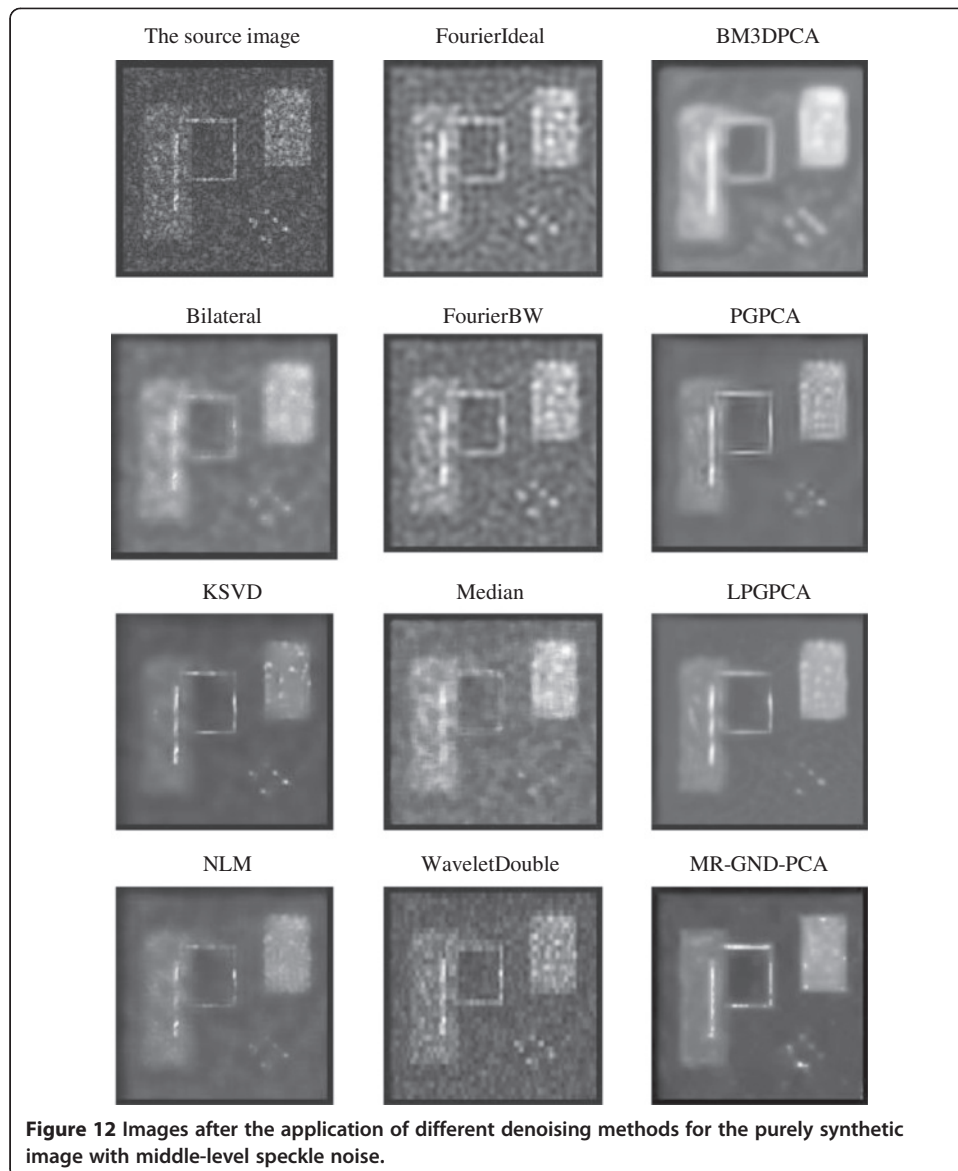 The source image
FourierIdeal
BM3DPCA
Bilateral
FourierBW
PGPCA
KSVD
Median
LPGPCA
NLM
WaveletDouble
MR-GND-PCA
Figure 12 Images after the application of different denoising methods for the purely synthetic
image with middle-level speckle noise.